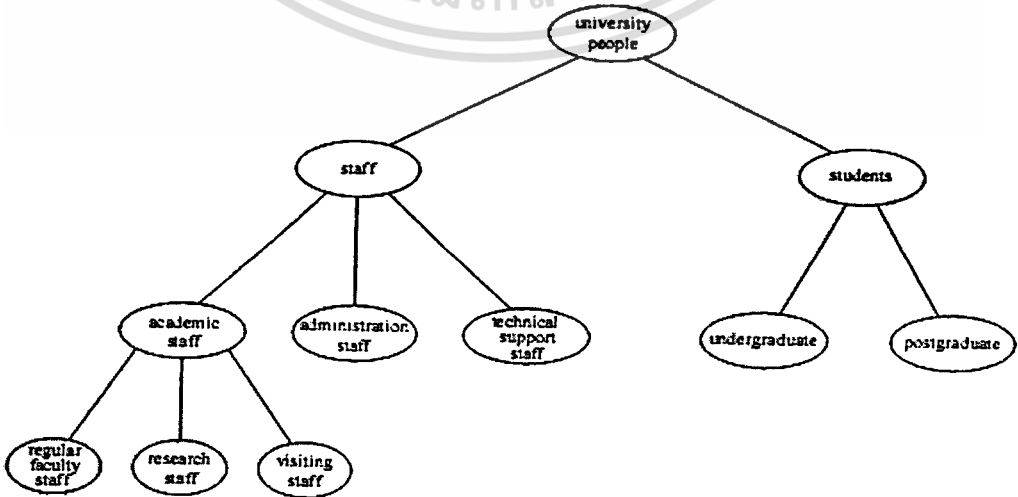 university
people
staff
students
academic
staff
administration
staff
technical
support
staff
undergraduate
postgraduate
regular
faculty
staff
research
staff
visiting
staff